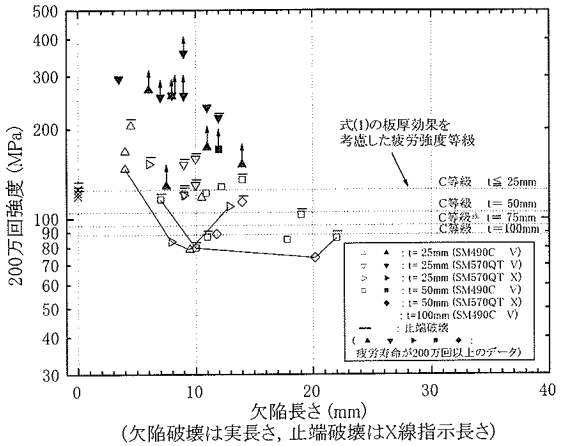 500
300
200
100
90
80
70
60
50
40
30
200万回強度 (MPa)
式(1)の板厚効果を
考慮した疲労強度等級
C等級 t≦25mm
C等級 t=50mm
C等級 t=75mm
C等級 t=100mm
:t=25mm(SM490C V)
:t=25mm(SM570QT V)
:t=25mm(SM570QT X)
:t=50mm(SM490C V)
:t=50mm(SM570QT X)
:t=100mm(SM490C V)
:止端破壊
( :
疲労寿命が200万回以上のデータ)
0 10 20 30 40
欠陥長さ(mm)
(欠陥破壊は実長さ, 止端破壊はX線指示長さ)